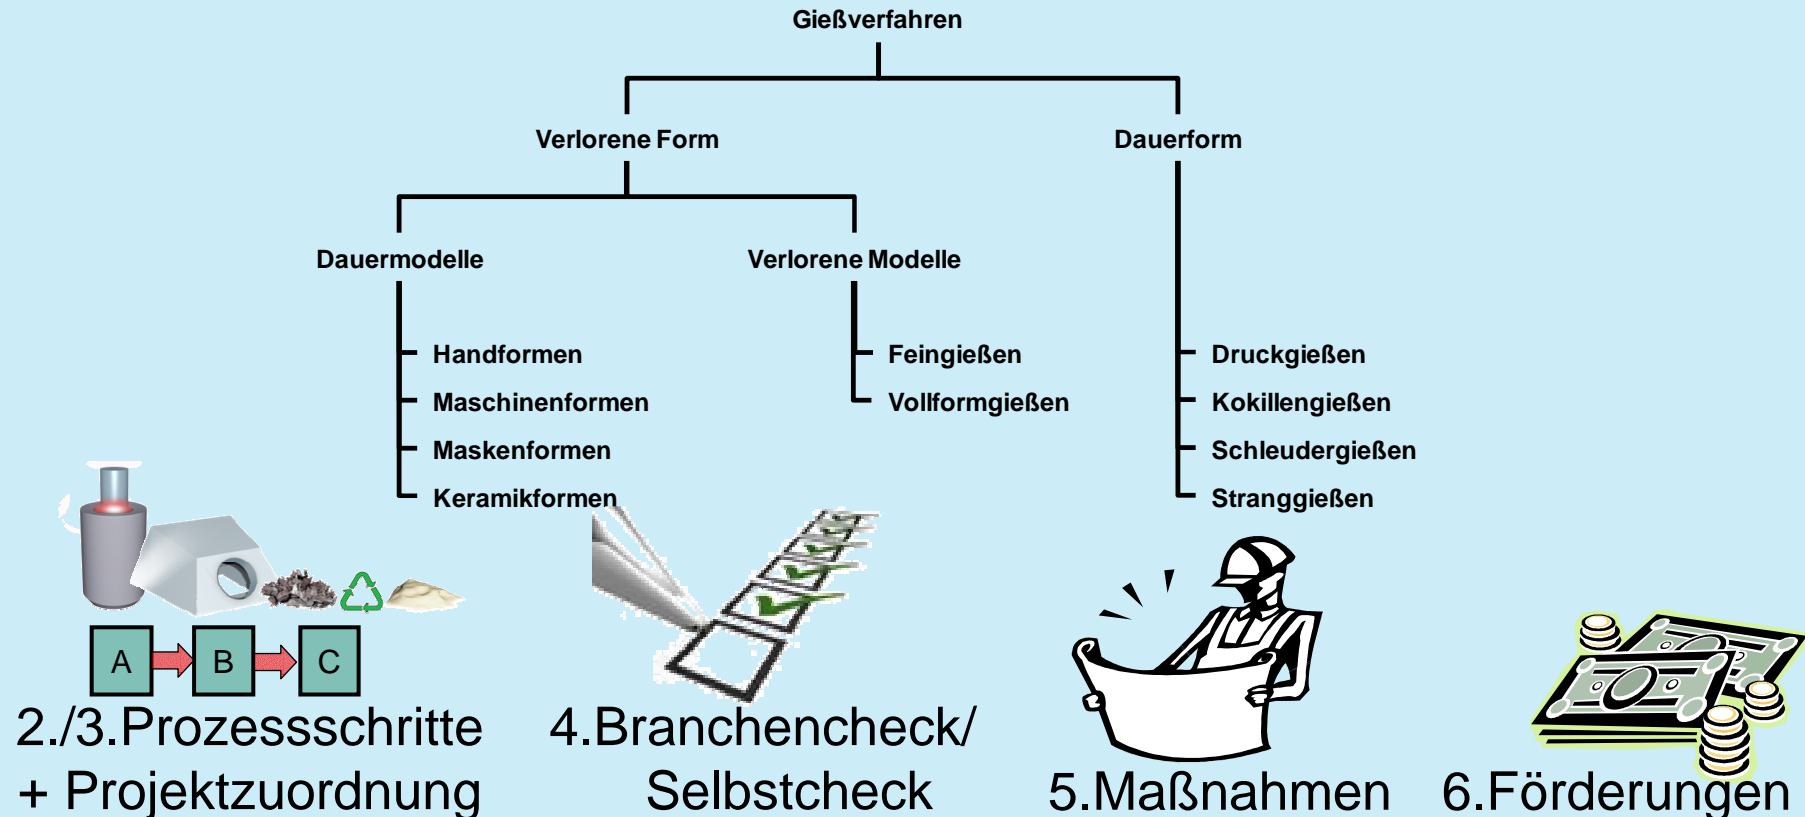 Gießverfahren
Verlorene Form
Dauerform
Dauermodelle
Verlorene Modelle
Handformen
Maschinenformen
Maskenformen
Keramikformen
Feingießen
Vollformgießen
Druckgießen
Kokillengießen
Schleudergießen
Stranggießen
A
B
C
2./3.Prozessschritte
+ Projektzuordnung
4.Branchencheck/
Selbstcheck
5.Maßnahmen
6.Förderungen